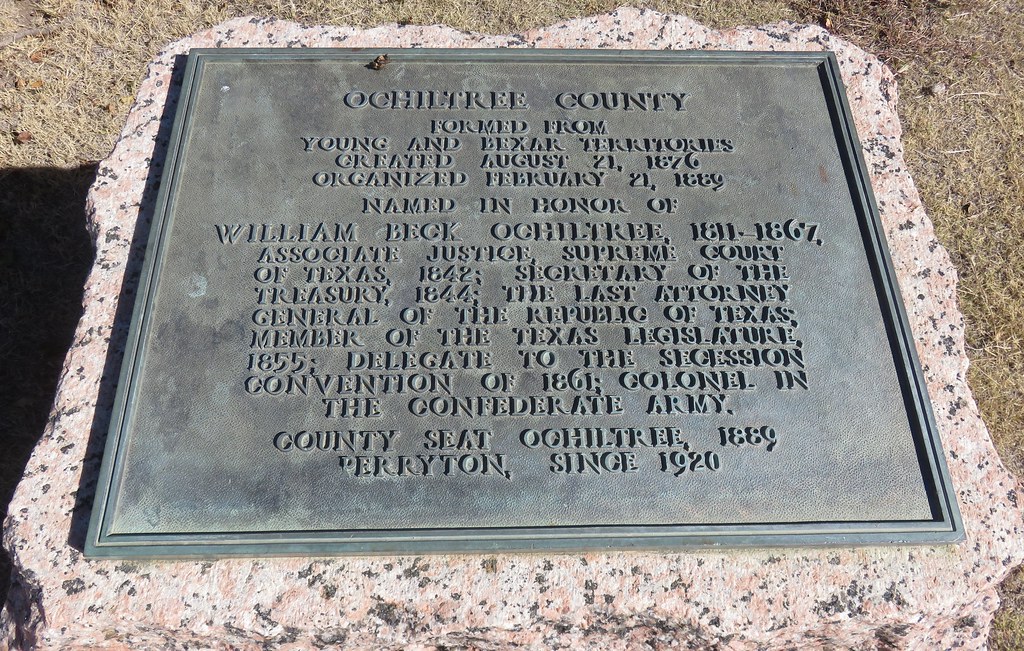 OCHILTREE COUNTY
FORMED FROM
YOUNG AND BEXAR TERRITORIES
CREATED AUGUST 21, 1876
ORGANIZED FEBRUARY 21, 1889
NAMED IN HONOR OF
WILLIAM BECK OCHILTREE, 1811-1867,
ASSOCIATE JUSTICE, SUPREME COURT
OF TEXAS, 1842; SECRETARY OF THE
TREASURY, 1844; THE LAST ATTORNEY
GENERAL OF THE REPUBLIC OF TEXAS;
MEMBER OF THE TEXAS LEGISLATURE,
1855; DELEGATE TO THE SECESSION
CONVENTION OF 1861; COLONEL IN
THE CONFEDERATE ARMY.
COUNTY SEAT OCHILTREE, 1889
PERRYTON, SINCE 1920